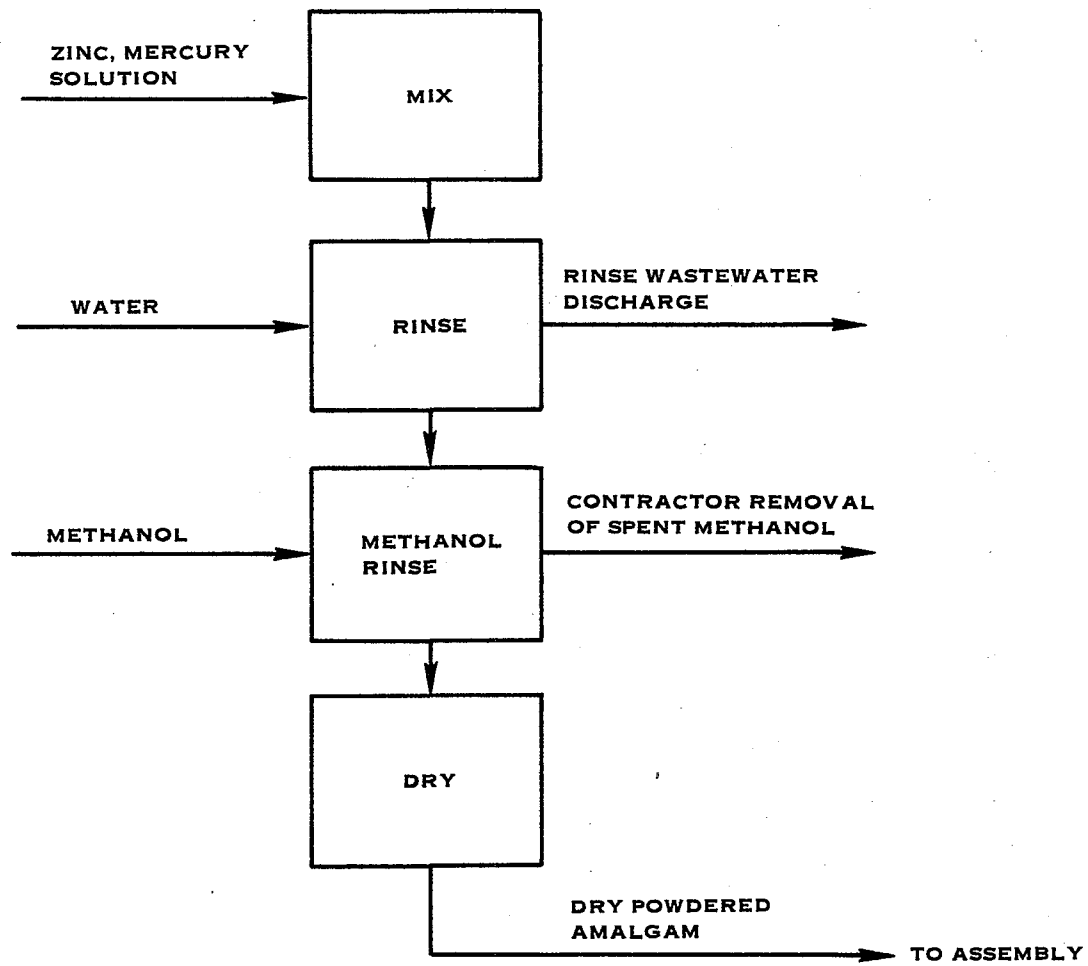 ZINC, MERCURY
SOLUTION
MIX
RINSE WASTEWATER
DISCHARGE
WATER
RINSE
CONTRACTOR REMOVAL
OF SPENT METHANOL
METHANOL
METHANOL
RINSE
DRY
DRY POWDERED
AMALGAM
TO ASSEMBLY